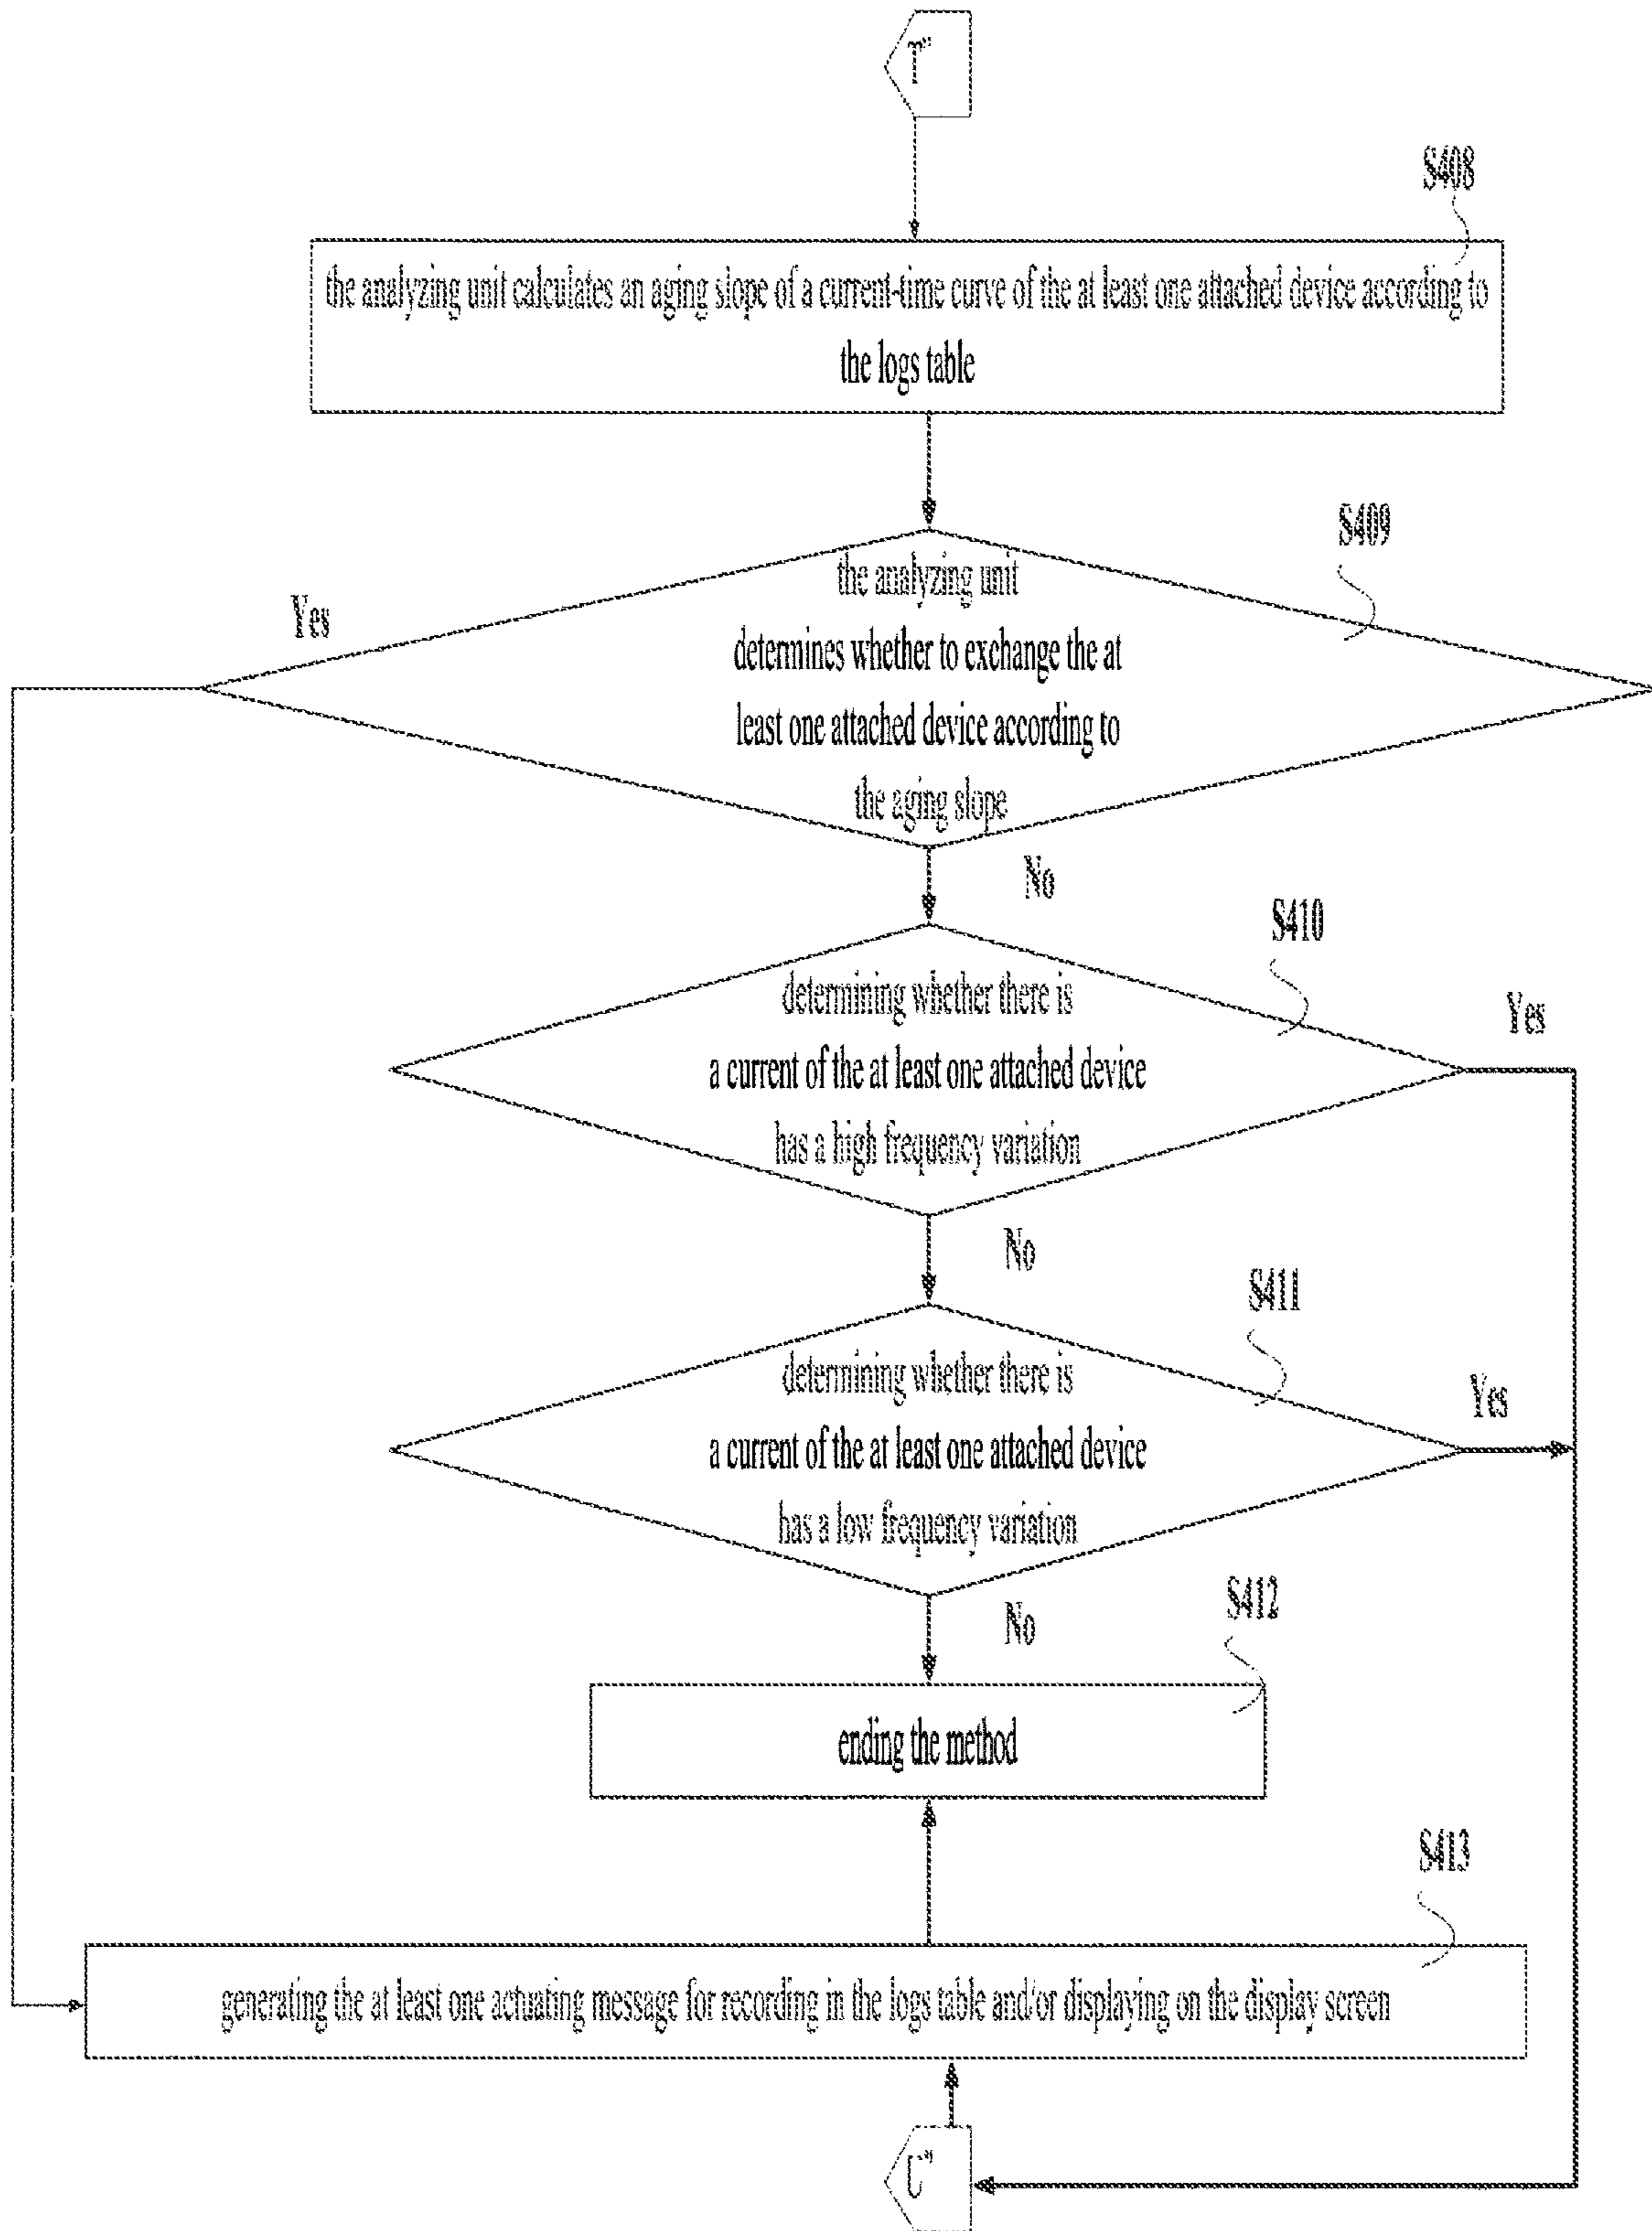 T"
S408
the analyzing unit calculates an aging slope of a current-time curve of the at least one attached device according to
the logs table
S409
Yes
the analyzing unit
determines whether to exchange the at
least one attached device according to
the aging slope
No
S410
determining whether there is
a current of the at least one attached device
has a high frequency variation
Yes
No
S411
determining whether there is
a current of the at least one attached device
has a low frequency variation
Yes
No
S412
ending the method
S413
generating the at least one actuating message for recording in the logs table and/or displaying on the display screen
C"